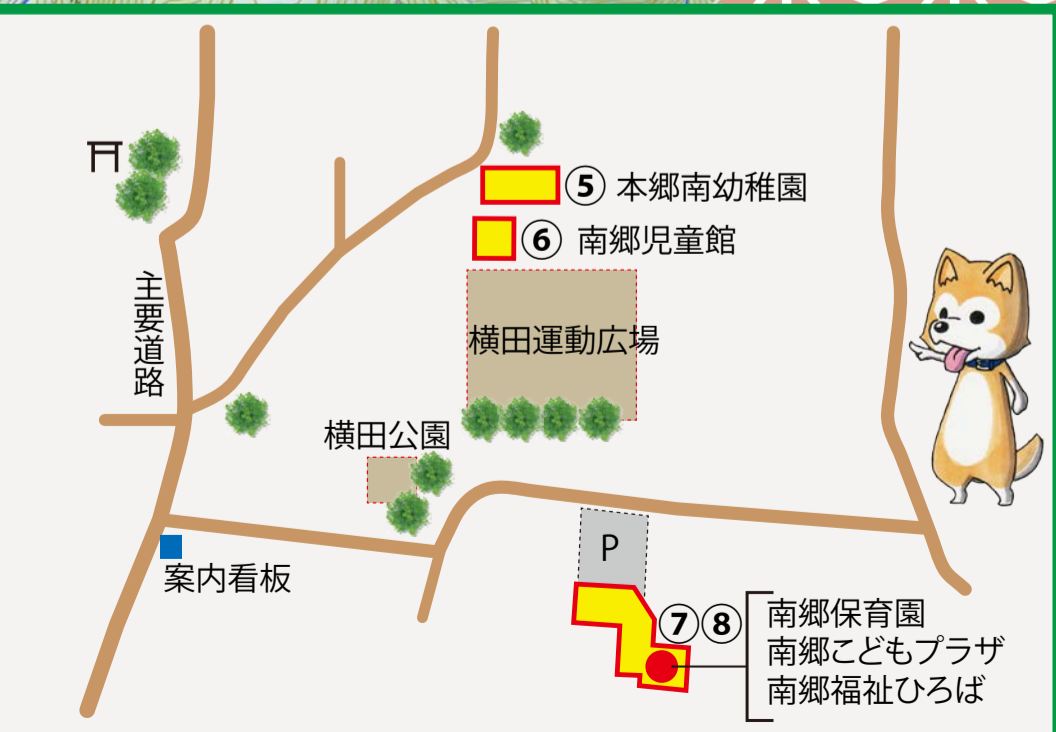 ⑤ 本郷南幼稚園
⑥ 南郷児童館
主要道路
横田運動広場
横田公園
案内看板
P
⑦⑧
南郷保育園
南郷こどもプラザ
南郷福祉ひろば